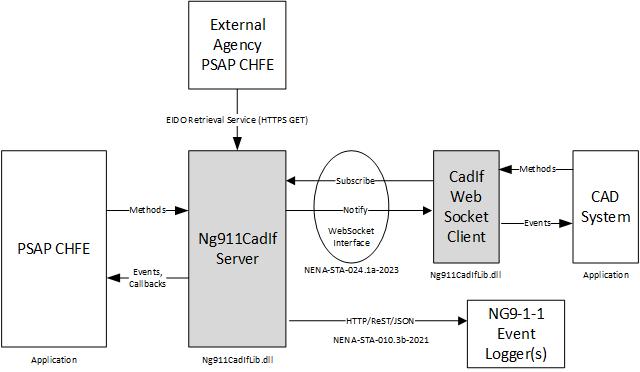 External
Agency
PSAP CHFE
EIDO Retrieval Service (HTTPS GET)
PSAP CHFE
Application
Methods
Events,
Callbacks
Ng911CadIf
Server
Ng911CadIfLib.dll
Subscribe
Notify
WebSocket
Interface
NENA-STA-024.1a-2023
CadIf
Web
Socket
Client
Ng911CadIfLib.dll
Methods
Events
CAD
System
Application
HTTP/ReST/JSON
NENA-STA-010.3b-2021
NG9-1-1
Event
Logger(s)